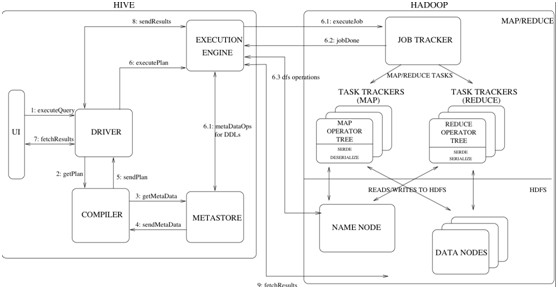 HIVE
HADOOP
8: sendResults
EXECUTION
ENGINE
6.1: executeJob
6.2: jobDone
JOB TRACKER
MAP/REDUCE
6: executePlan
6.3 dfs operations
MAP/REDUCE TASKS
TASK TRACKERS
(MAP)
TASK TRACKERS
(REDUCE)
UI
1: executeQuery
7: fetchResults
DRIVER
6.1: metaDataOps
for DDLs
MAP
OPERATOR
TREE
SERDE
DESERIALIZE
REDUCE
OPERATOR
TREE
SERDE
SERIALIZE
2: getPlan
5: sendPlan
COMPILER
3: getMetaData
4: sendMetaData
METASTORE
READS/WRITES TO HDFS
HDFS
NAME NODE
DATA NODES
9: fetchResults